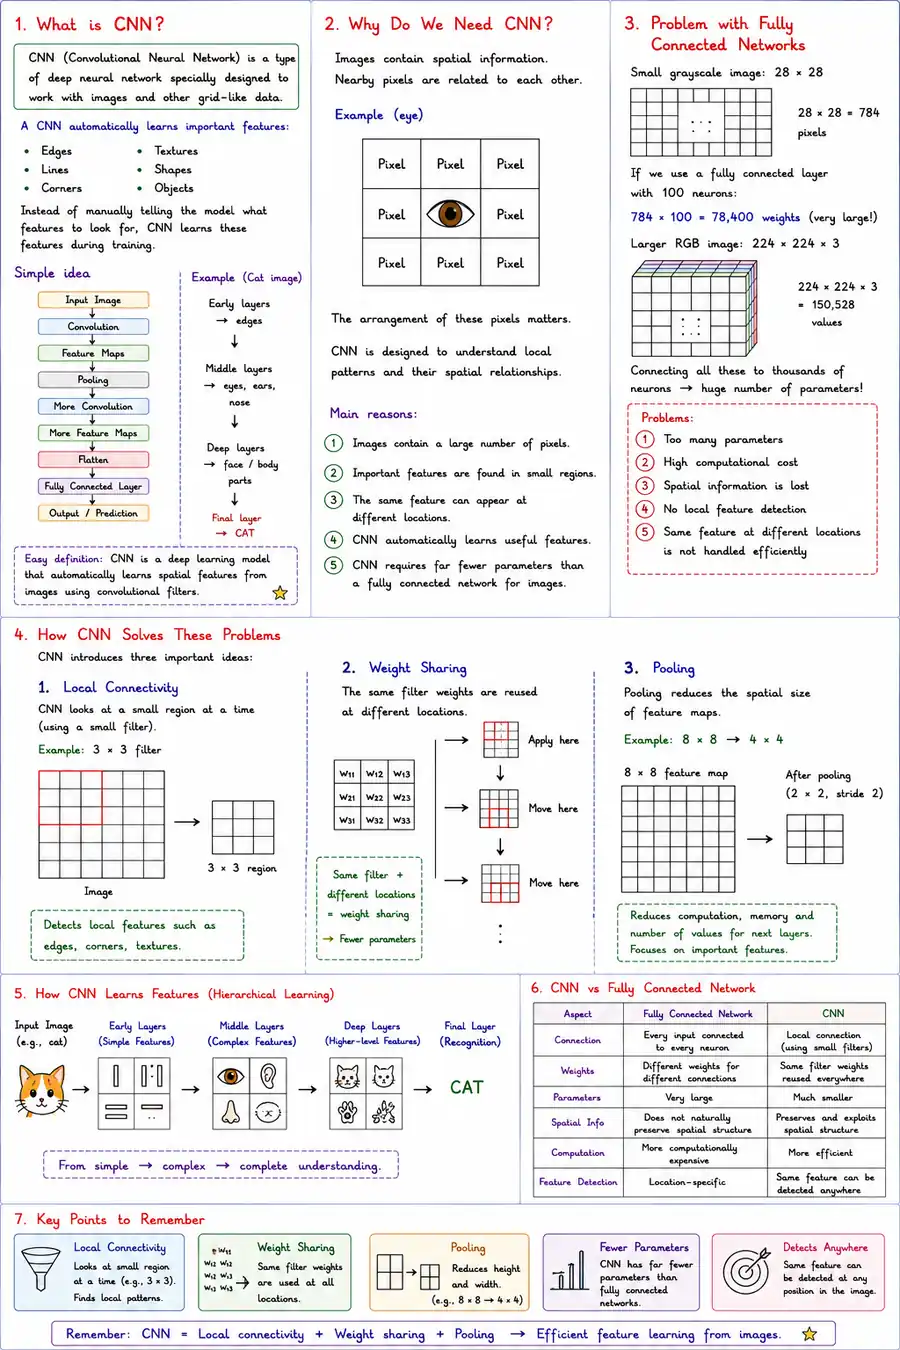 1. What is CNN?
CNN (Convolutional Neural Network) is a type
of deep neural network specially designed to
work with images and other grid-like data.
A CNN automatically learns important features:
• Edges
• Lines
• Corners
• Textures
• Shapes
• Objects
Instead of manually telling the model what
features to look for, CNN learns these
features during training.
Simple idea
Input Image
Convolution
Feature Maps
Pooling
More Convolution
More Feature Maps
Flatten
Fully Connected Layer
Output / Prediction
Example (Cat image)
Early layers
→ edges
Middle layers
→ eyes, ears,
nose
Deep layers
→ face / body
parts
Final layer
→ CAT
Easy definition: CNN is a deep learning model
that automatically learns spatial features from
images using convolutional filters.
2. Why Do We Need CNN?
Images contain spatial information.
Nearby pixels are related to each other.
Example (eye)
Pixel Pixel Pixel
Pixel Pixel
Pixel Pixel Pixel
The arrangement of these pixels matters.
CNN is designed to understand local
patterns and their spatial relationships.
Main reasons:
1 Images contain a large number of pixels.
2 Important features are found in small regions.
3 The same feature can appear at
different locations.
4 CNN automatically learns useful features.
5 CNN requires far fewer parameters than
a fully connected network for images.
3. Problem with Fully
Connected Networks
Small grayscale image: 28 × 28
28 × 28 = 784
pixels
If we use a fully connected layer
with 100 neurons:
784 × 100 = 78,400 weights (very large!)
Larger RGB image: 224 × 224 × 3
224 × 224 × 3
= 150,528
values
Connecting all these to thousands of
neurons → huge number of parameters!
Problems:
1 Too many parameters
2 High computational cost
3 Spatial information is lost
4 No local feature detection
5 Same feature at different locations
is not handled efficiently
4. How CNN Solves These Problems
CNN introduces three important ideas:
1. Local Connectivity
CNN looks at a small region at a time
(using a small filter).
Example: 3 × 3 filter
3 × 3 region
Image
Detects local features such as
edges, corners, textures.
2. Weight Sharing
The same filter weights are reused
at different locations.
W11 W12 W13
W21 W22 W23
W31 W32 W33
Apply here
Move here
Move here
Same filter +
different locations
= weight sharing
→ Fewer parameters
3. Pooling
Pooling reduces the spatial size
of feature maps.
Example: 8 × 8 → 4 × 4
8 × 8 feature map
After pooling
(2 × 2, stride 2)
Reduces computation, memory and
number of values for next layers.
Focuses on important features.
5. How CNN Learns Features (Hierarchical Learning)
Input Image
(e.g., cat)
Early Layers
(Simple Features)
Middle Layers
(Complex Features)
Deep Layers
(Higher-level Features)
Final Layer
(Recognition)
CAT
From simple → complex → complete understanding.
6. CNN vs Fully Connected Network
Aspect Fully Connected Network CNN
Connection
Every input connected
to every neuron
Local connection
(using small filters)
Weights
Different weights for
different connections
Same filter weights
reused everywhere
Parameters Very large Much smaller
Spatial Info
Does not naturally
preserve spatial structure
Preserves and exploits
spatial structure
Computation
More computationally
expensive
More efficient
Feature Detection
Location-specific
Same feature can be
detected anywhere
7. Key Points to Remember
Local Connectivity
Looks at small region
at a time (e.g., 3 × 3).
Finds local patterns.
W11
W12 W12
W12 W13
W13 W13
Weight Sharing
Same filter weights
are used at all
locations.
Pooling
Reduces height
and width.
(e.g., 8 × 8 → 4 × 4)
Fewer Parameters
CNN has far fewer
parameters than
fully connected
networks.
Detects Anywhere
Same feature can
be detected at any
position in the image.
Remember: CNN = Local connectivity + Weight sharing + Pooling → Efficient feature learning from images.